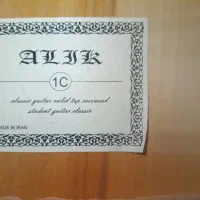 ALIK
1C
classic guitar solid top rosewood
student guitar classic
MADE IN IRAN